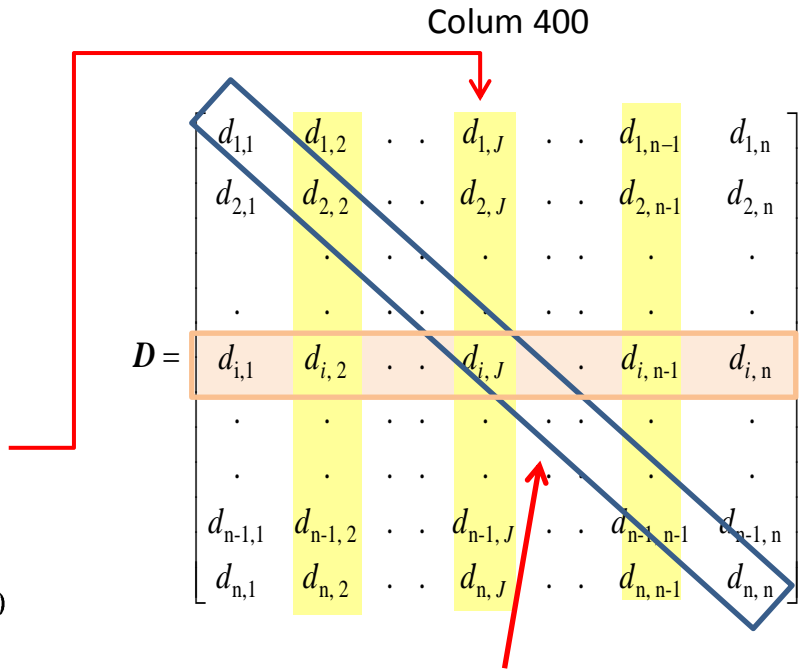 Colum 400
d1,1 d1,2 . . d1,J . . d1,n−1 d1,n
d2,1 d2,2 . . d2,J . . d2,n-1 d2,n
. . . . . . . .
. . . . . . . . .
D = di,1 di,2 . . di,J . di,n-1 di,n
. . . . . . . . .
. . . . . . . . .
dn-1,1 dn-1,2 . . dn-1,J . . dn-1,n-1 dn-1,n
dn,1 dn,2 . . dn,J . . dn,n-1 dn,n
)